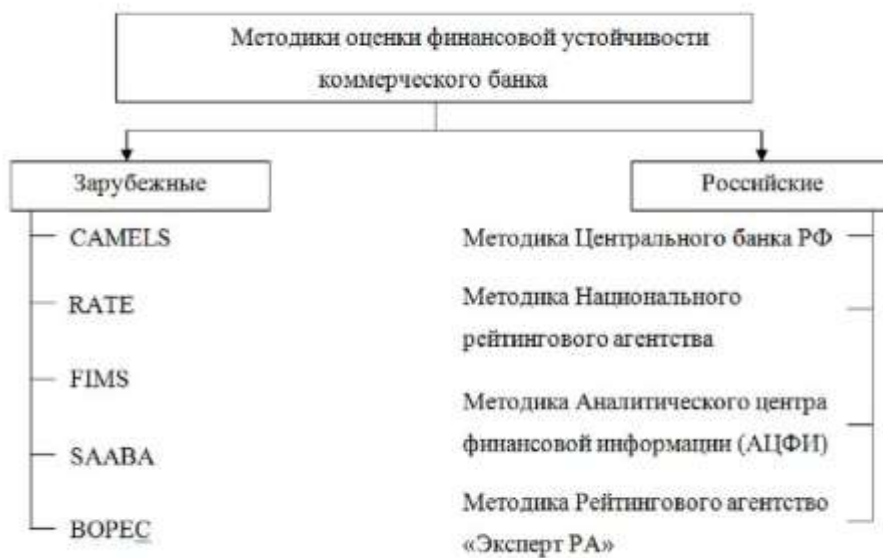 Методики оценки финансовой устойчивости
коммерческого банка
Зарубежные
CAMELS
RATE
FIMS
SAABA
BOPEC
Российские
Методика Центрального банка РФ
Методика Национального
рейтингового агентства
Методика Аналитического центра
финансовой информации (АЦФИ)
Методика Рейтингового агентство
«Эксперт РА»